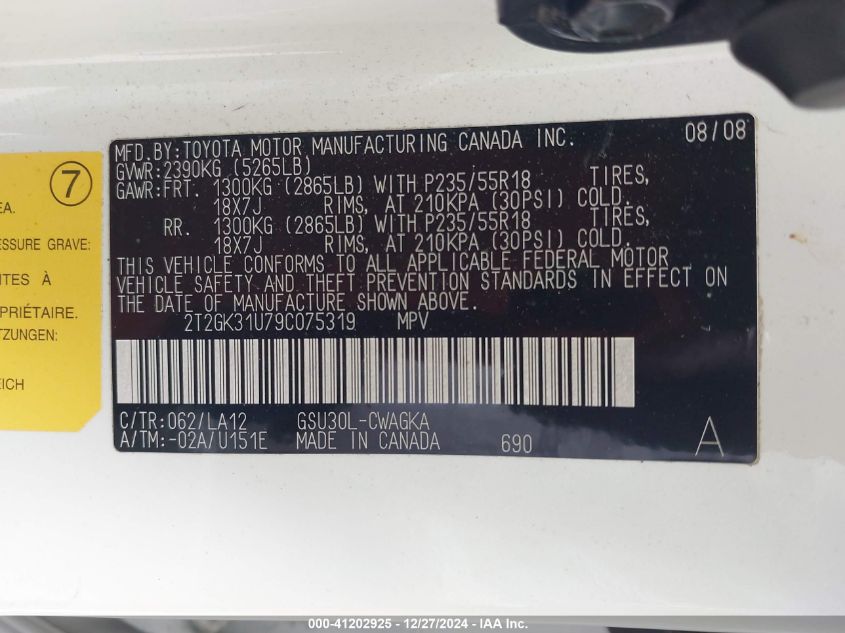 MFD.BY:TOYOTA MOTOR MANUFACTURING CANADA INC. 08/08
GVWR:2390KG (5265LB)
GAWR:FRT. 1300KG (2865LB) WITH P235/55R18 TIRES,
18X7J RIMS, AT 210KPA (30PSI) COLD.
RR. 1300KG (2865LB) WITH P235/55R18 TIRES,
18X7J RIMS, AT 210KPA (30PSI) COLD.
THIS VEHICLE CONFORMS TO ALL APPLICABLE FEDERAL MOTOR
VEHICLE SAFETY AND THEFT PREVENTION STANDARDS IN EFFECT ON
THE DATE OF MANUFACTURE SHOWN ABOVE.
2T2GK31U79C075319 MPV
C/TR:062/LA12 GSU30L-CWAGKA
A/TM:-02A/U151E MADE IN CANADA 690 A
7
EA.
ESSURE GRAVE:
NTES À
PRIÉTAIRE.
TZUNGEN:
EICH
000-41202925 - 12/27/2024 - IAA Inc.